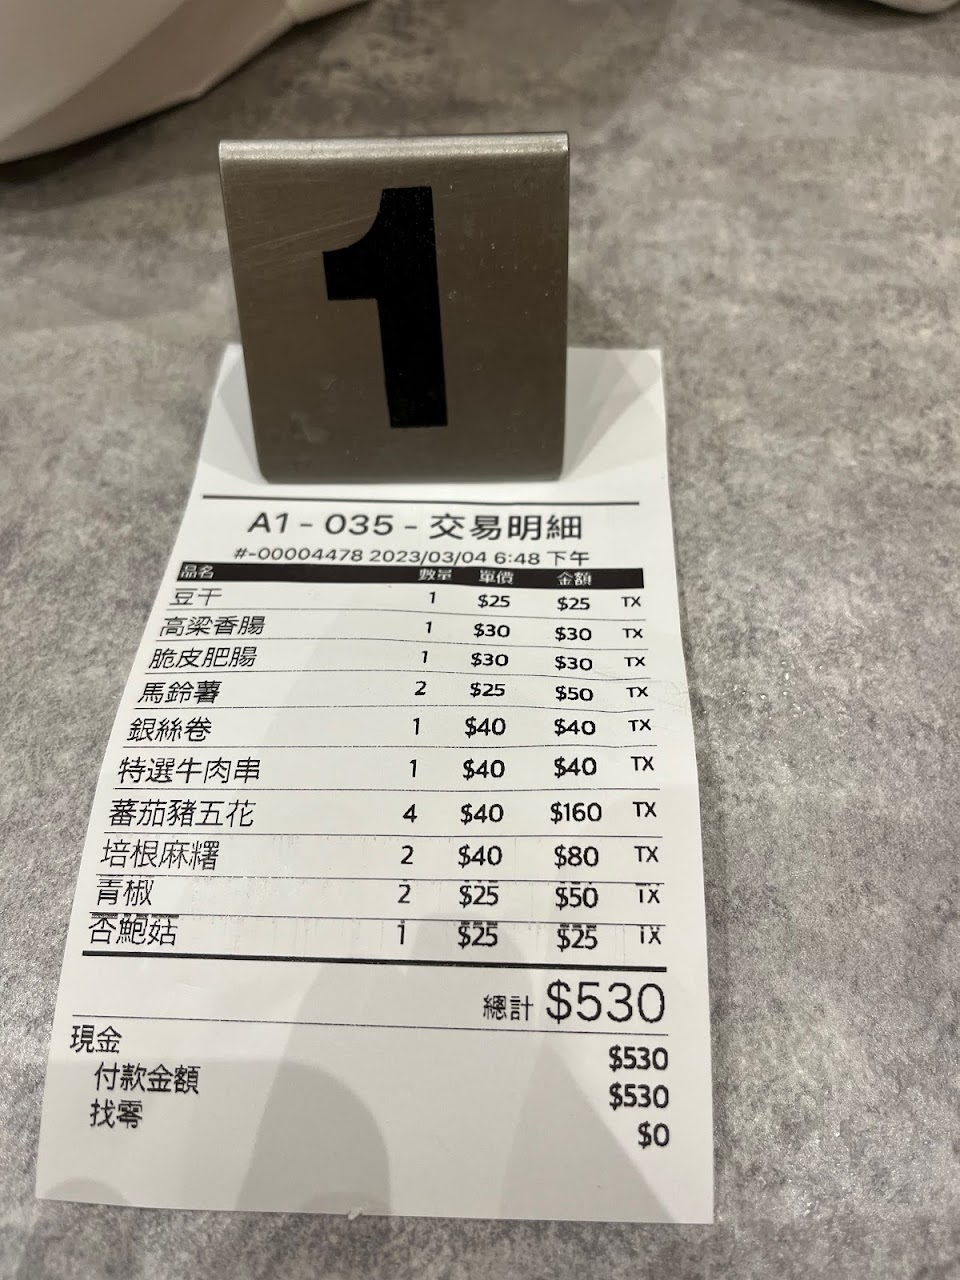 1
A1 - 035 - 交易明細
#-00004478 2023/03/04 6:48 下午
品名 數量 單價 金額
豆干 1 $25 $25 TX
高梁香腸 1 $30 $30 TX
脆皮肥腸 1 $30 $30 TX
馬鈴薯 2 $25 $50 TX
銀絲卷 1 $40 $40 TX
特選牛肉串 1 $40 $40 TX
蕃茄豬五花 4 $40 $160 TX
培根麻糬 2 $40 $80 TX
青椒 2 $25 $50 TX
杏鮑菇 1 $25 $25 TX
總計 $530
現金 $530
付款金額 $530
找零 $0